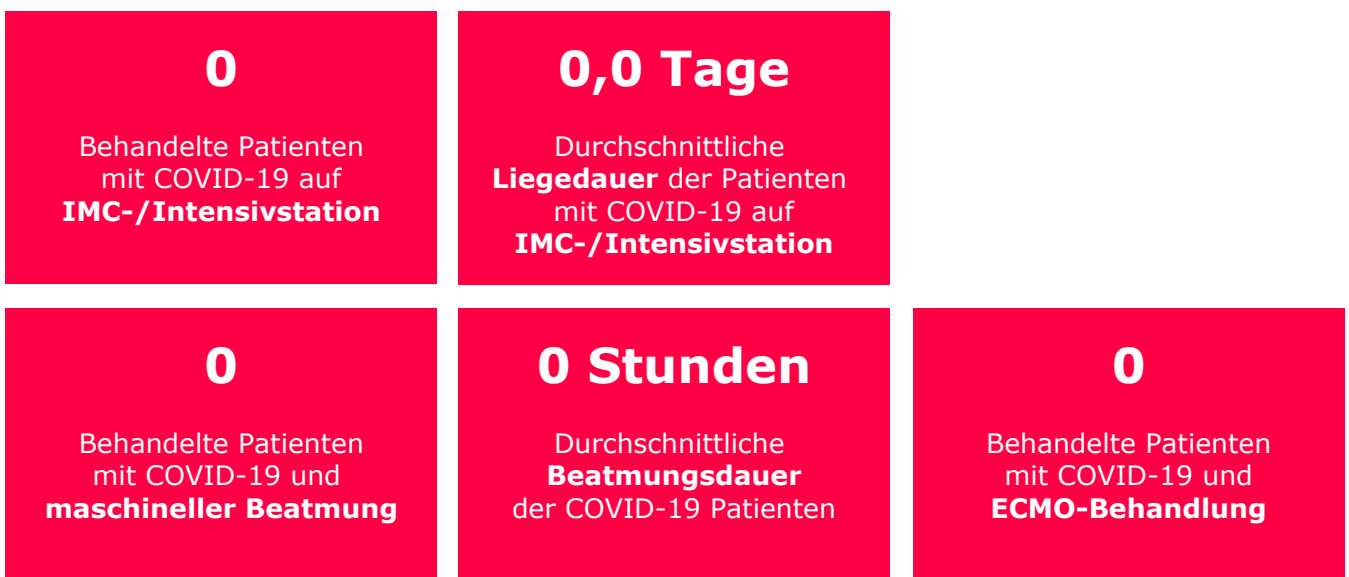 0
Behandelte Patienten
mit COVID-19 auf
IMC-/Intensivstation
0,0 Tage
Durchschnittliche
Liegedauer der Patienten
mit COVID-19 auf
IMC-/Intensivstation
0
Behandelte Patienten
mit COVID-19 und
maschineller Beatmung
0 Stunden
Durchschnittliche
Beatmungsdauer
der COVID-19 Patienten
0
Behandelte Patienten
mit COVID-19 und
ECMO-Behandlung